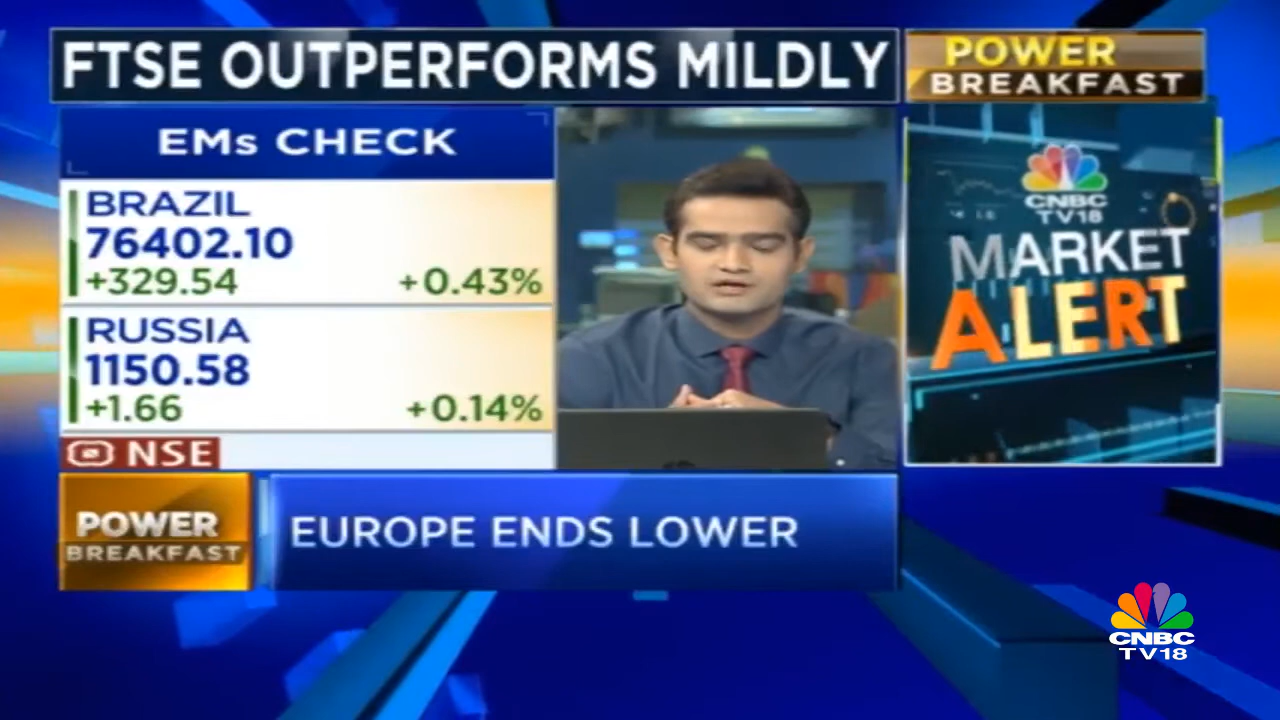 FTSE OUTPERFORMS MILDLY
POWER
BREAKFAST
EMs CHECK
BRAZIL
76402.10
+329.54 +0.43%
RUSSIA
1150.58
+1.66 +0.14%
NSE
CNBC
TV18
MARKET
ALERT
POWER
BREAKFAST
EUROPE ENDS LOWER
CNBC
TV18